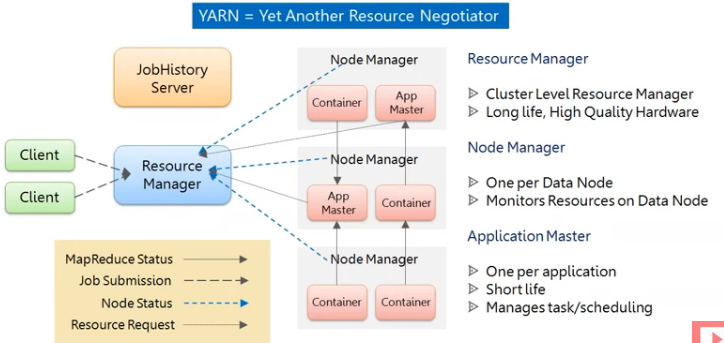 YARN = Yet Another Resource Negotiator
JobHistory
Server
Client
Client
Resource
Manager
Node Manager
Container
App
Master
Node Manager
App
Master
Container
Node Manager
Container
Container
MapReduce Status
Job Submission
Node Status
Resource Request
Resource Manager
Cluster Level Resource Manager
Long life, High Quality Hardware
Node Manager
One per Data Node
Monitors Resources on Data Node
Application Master
One per application
Short life
Manages task/scheduling